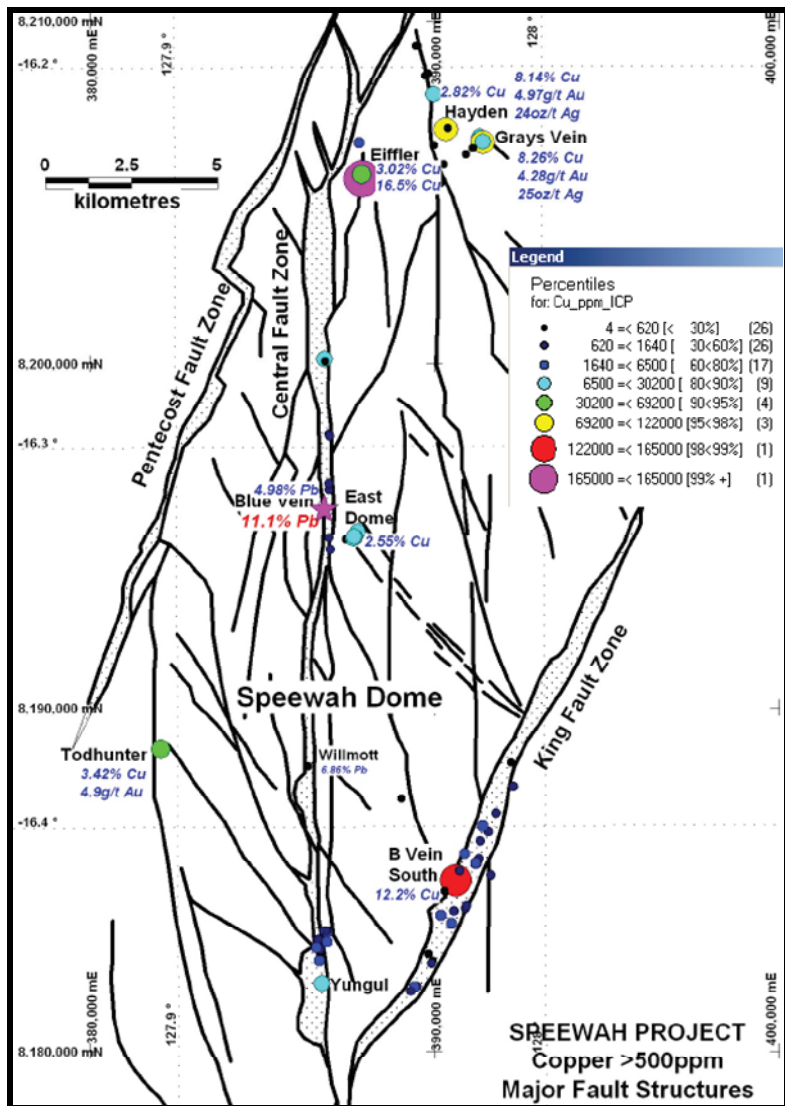 8,210,000 mN
-16.2 °
380,000 mE
127.9 °
390,000 mE
128 °
400,000 mE
2.82% Cu
8.14% Cu
4.97g/t Au
24oz/t Ag
Hayden
Grays Vein
8.26% Cu
4.28g/t Au
25oz/t Ag
Eiffler
3.02% Cu
16.5% Cu
0 2.5 5
kilometres
Pentecost Fault Zone
Central Fault Zone
Legend
Percentiles
for: Cu_ppm_ICP
4 =< 620 [< 30%] (26)
620 =< 1640 [ 30<60%] (26)
1640 =< 6500 [ 60<80%] (17)
6500 =< 30200 [ 80<90%] (9)
30200 =< 69200 [ 90<95%] (4)
69200 =< 122000 [95<98%] (3)
122000 =< 165000 [98<99%] (1)
165000 =< 165000 [99% +] (1)
8,200,000 mN
-16.3 °
4.98% Pb
Blue Vein
11.1% Pb
East
Dome
2.55% Cu
Speewah Dome
King Fault Zone
8,190,000 mN
Todhunter
3.42% Cu
4.9g/t Au
Willmott
6.86% Pb
-16.4 °
B Vein
South
12.2% Cu
Yungul
8,180,000 mN
380,000 mE
127.9 °
390,000 mE
128
400,000 mE
SPEEWAH PROJECT
Copper >500ppm
Major Fault Structures